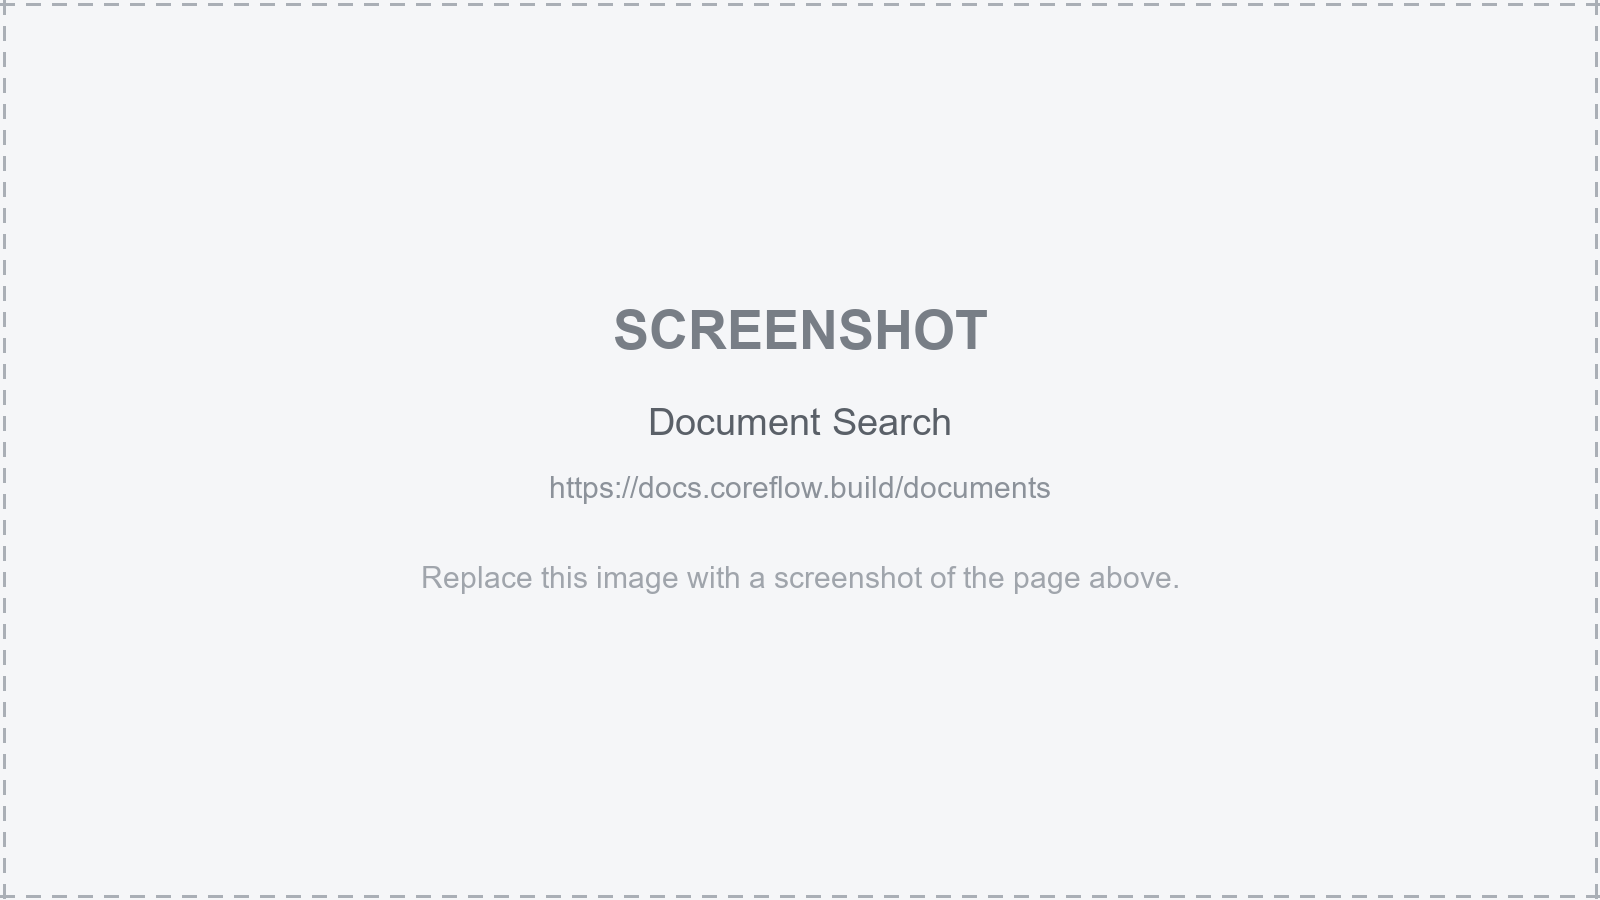 SCREENSHOT
Document Search
https://docs.coreflow.build/documents
Replace this image with a screenshot of the page above.